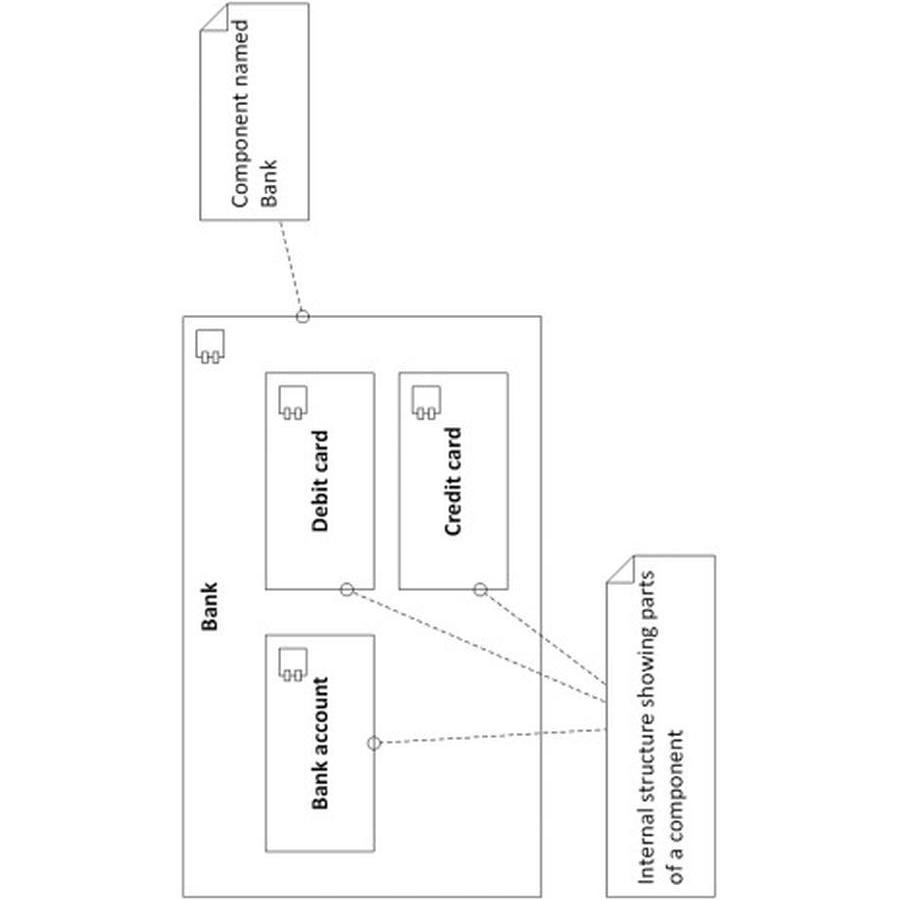 Component named
Bank
Bank
Debit card
Bank account
Credit card
Internal structure showing parts
of a component